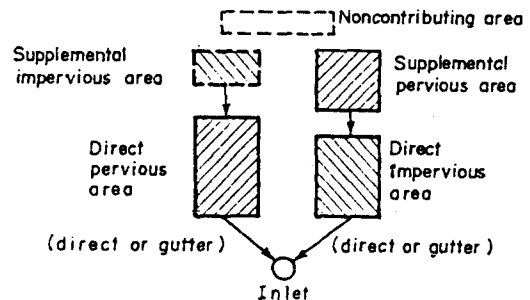 Noncontributing area
Supplemental
impervious area
Supplemental
pervious area
Direct
pervious
area
Direct
Impervious
area
(direct or gutter)
(direct or gutter)
Inlet